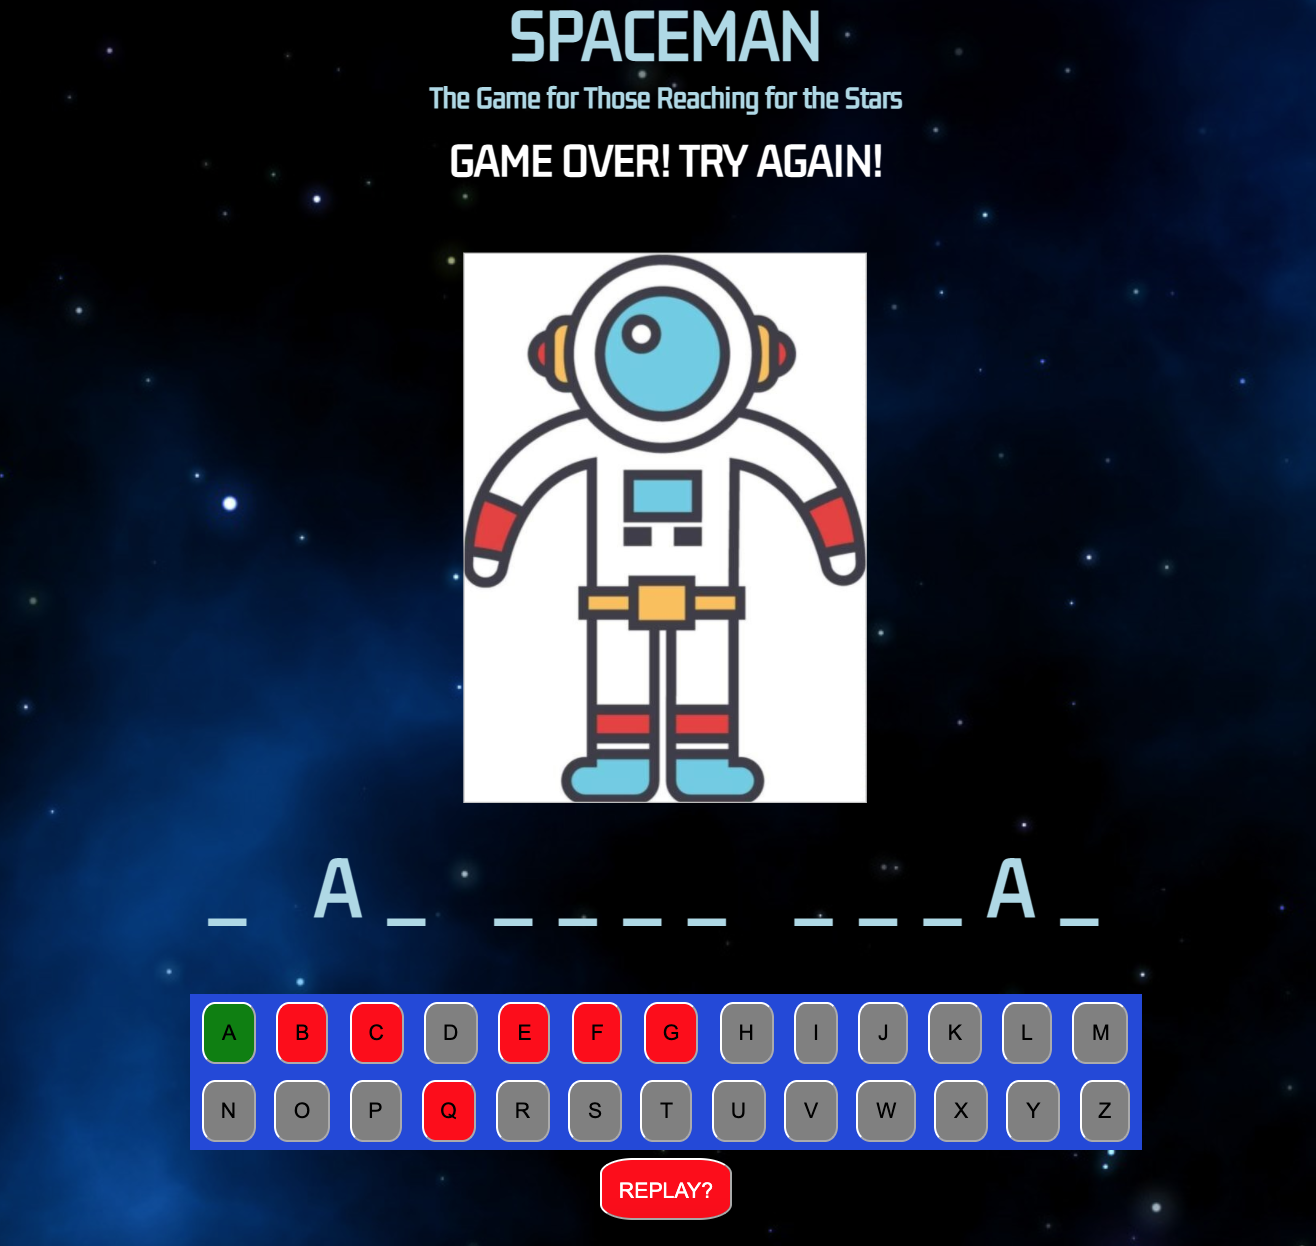 SPACEMAN
The Game for Those Reaching for the Stars
GAME OVER! TRY AGAIN!
_ A _ _ _ _ _ _ _ _ A _
A B C D E F G H I J K L M
N O P Q R S T U V W X Y Z
REPLAY?